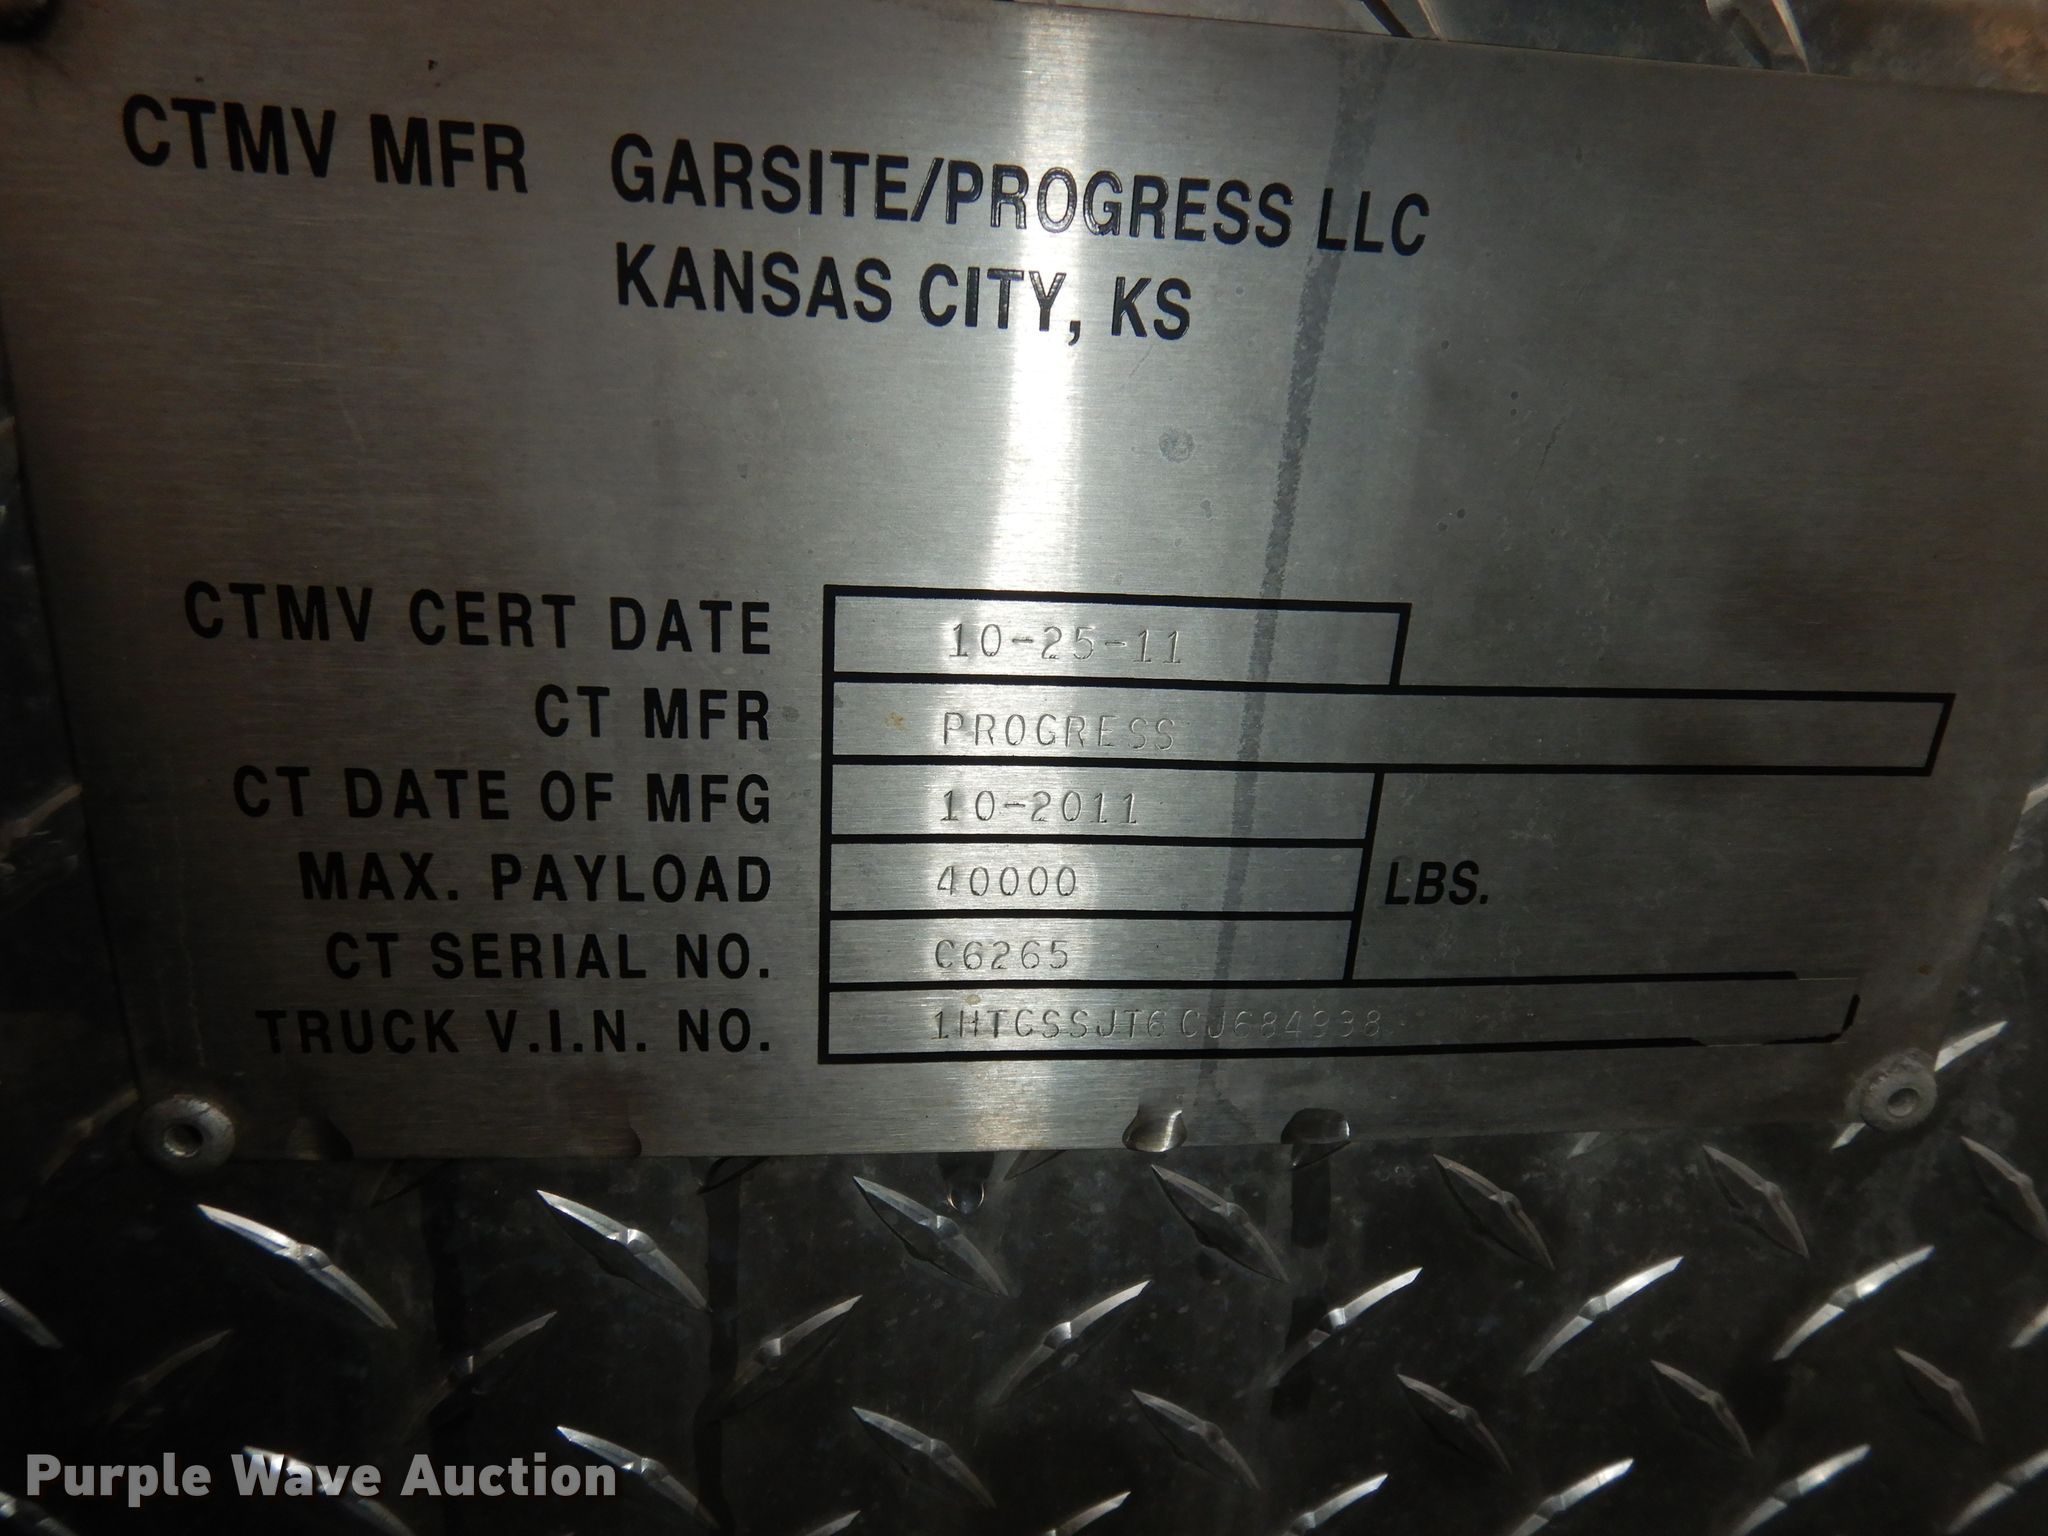 CTMV MFR GARSITE/PROGRESS LLC
KANSAS CITY, KS
CTMV CERT DATE 10-25-11
CT MFR PROGRESS
CT DATE OF MFG 10-2011
MAX. PAYLOAD 40000 LBS.
CT SERIAL NO. C6265
TRUCK V.I.N. NO. 1HTGSSJT6CJ684938
Purple Wave Auction